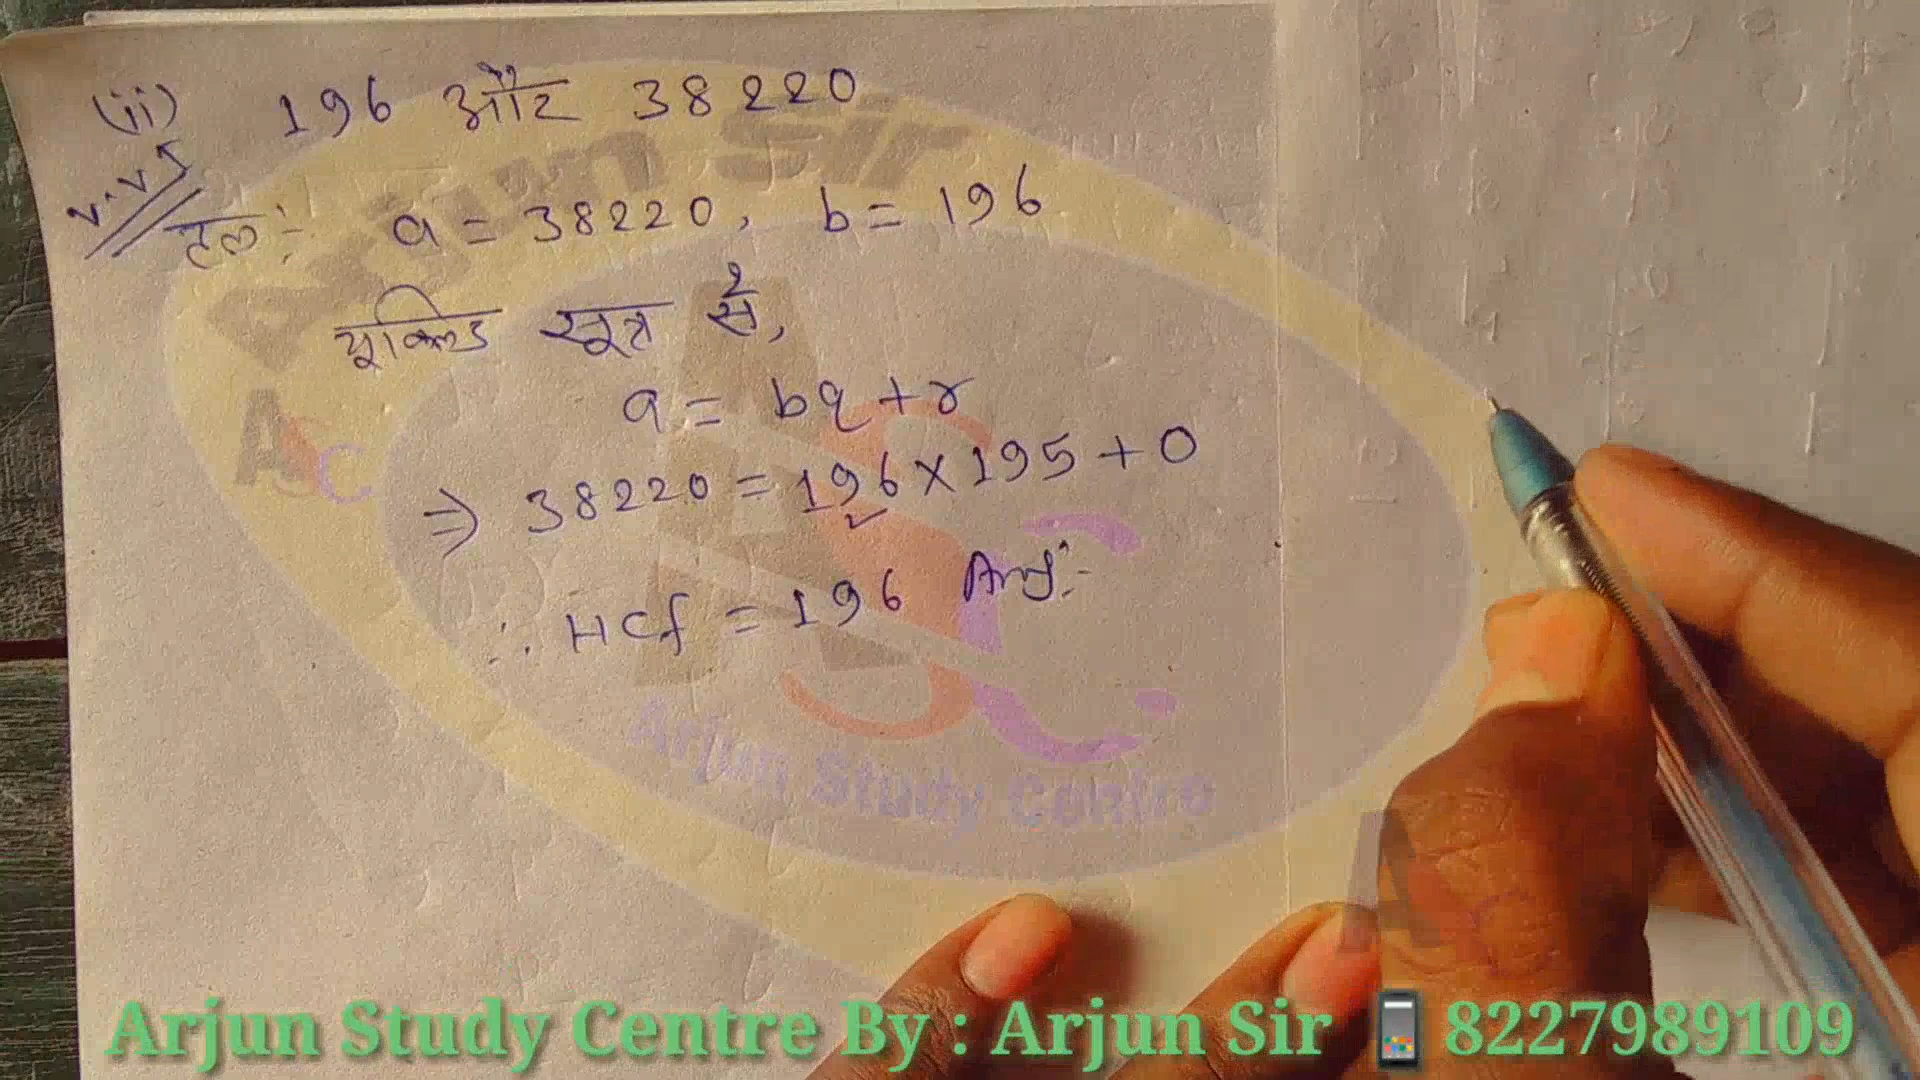 (ii) 196 और 38220
V.V.I
हल:- a = 38220, b = 196
यूक्लिड सूत्र से,
a = bq + r
⇒ 38220 = 196 × 195 + 0
∴ HCf = 196 Ans:-
Arjun Sir
ASC
Arjun Study Centre
Arjun Study Centre By : Arjun Sir 8227989109